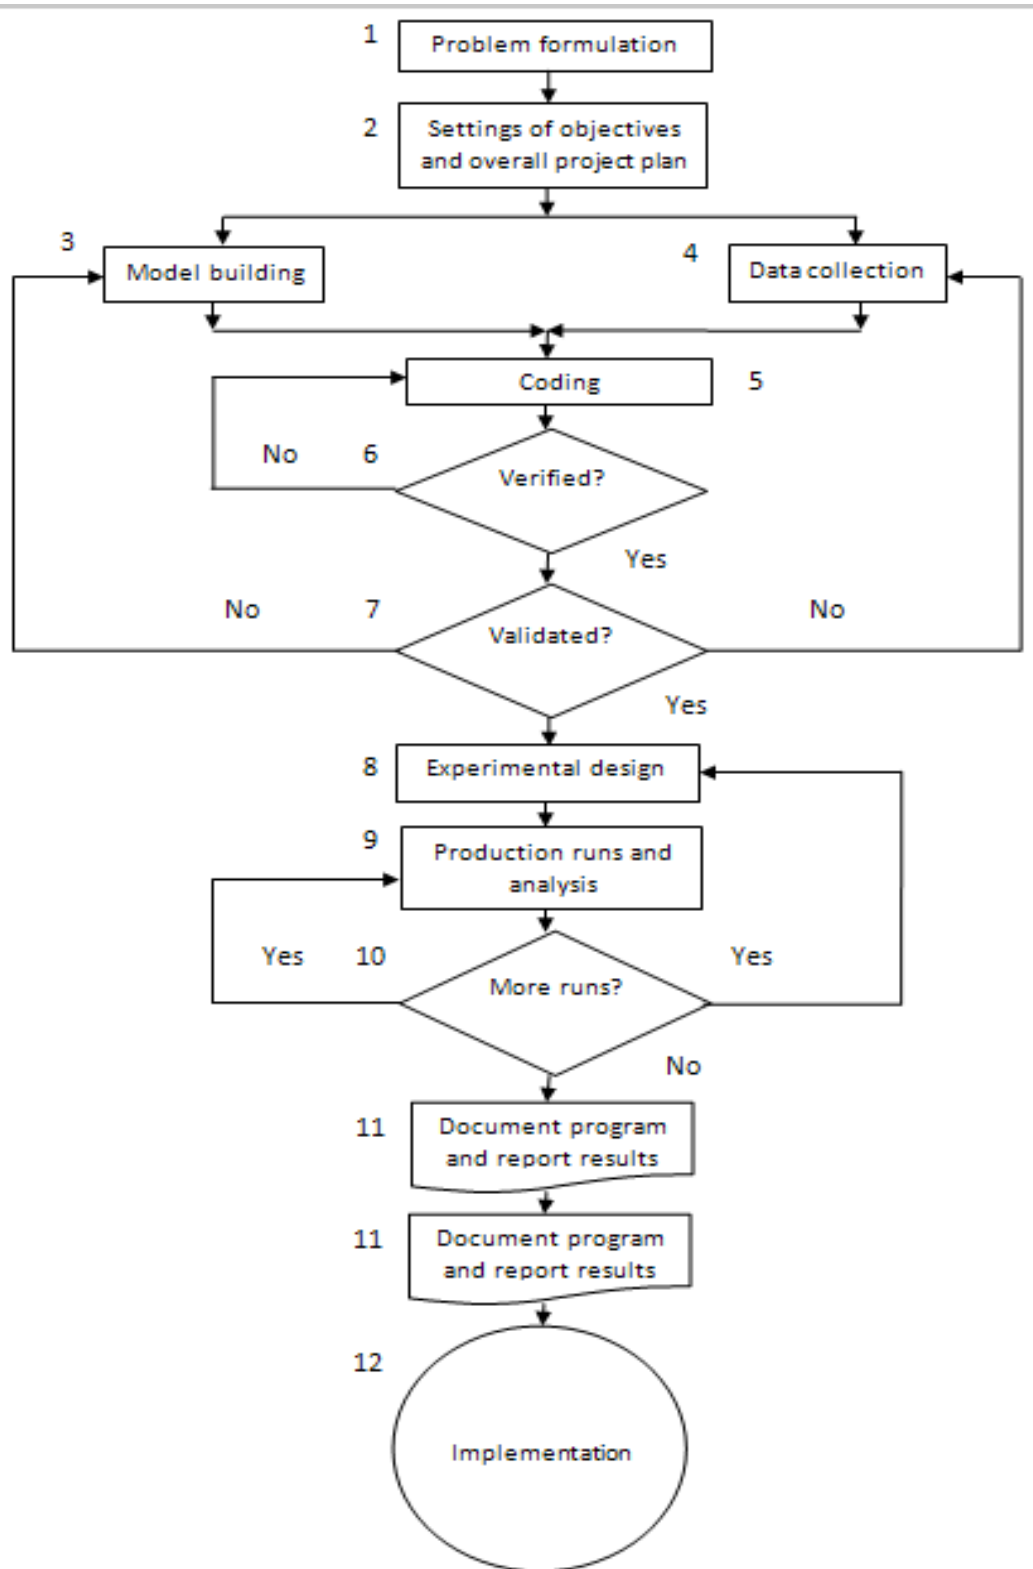 1
Problem formulation
2
Settings of objectives
and overall project plan
3
Model building
4
Data collection
Coding
5
No
6
Verified?
Yes
No
7
Validated?
No
Yes
8
Experimental design
9
Production runs and
analysis
Yes
10
More runs?
Yes
No
11
Document program
and report results
11
Document program
and report results
12
Implementation